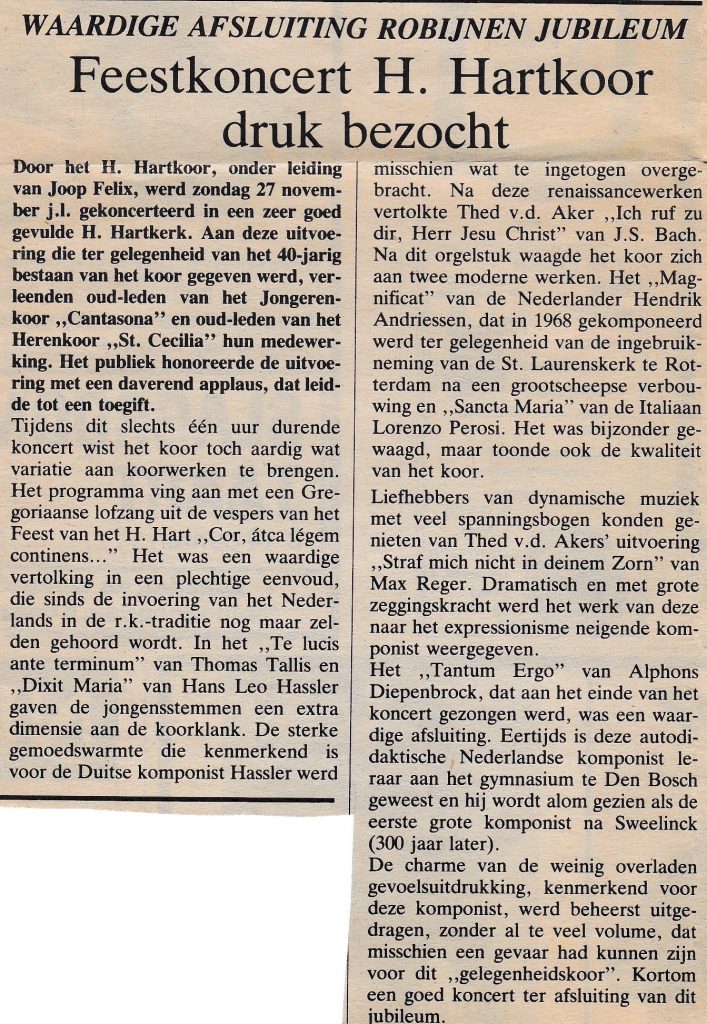 WAARDIGE AFSLUITING ROBIJNEN JUBILEUM
Feestkoncert H. Hartkoor
druk bezocht
Door het H. Hartkoor, onder leiding
van Joop Felix, werd zondag 27 novem-
ber j.l. gekoncerteerd in een zeer goed
gevulde H. Hartkerk. Aan deze uitvoe-
ring die ter gelegenheid van het 40-jarig
bestaan van het koor gegeven werd, ver-
leenden oud-leden van het Jongeren-
koor ,,Cantasona” en oud-leden van het
Herenkoor ,,St. Cecilia” hun medewer-
king. Het publiek honoreerde de uitvoe-
ring met een daverend applaus, dat leid-
de tot een toegift.
Tijdens dit slechts één uur durende
koncert wist het koor toch aardig wat
variatie aan koorwerken te brengen.
Het programma ving aan met een Gre-
goriaanse lofzang uit de vespers van het
Feest van het H. Hart ,,Cor, átca légem
continens...” Het was een waardige
vertolking in een plechtige eenvoud,
die sinds de invoering van het Neder-
lands in de r.k.-traditie nog maar zel-
den gehoord wordt. In het ,,Te lucis
ante terminum” van Thomas Tallis en
,,Dixit Maria” van Hans Leo Hassler
gaven de jongensstemmen een extra
dimensie aan de koorklank. De sterke
gemoedswarmte die kenmerkend is
voor de Duitse komponist Hassler werd
misschien wat te ingetogen overge-
bracht. Na deze renaissancewerken
vertolkte Thed v.d. Aker ,,Ich ruf zu
dir, Herr Jesu Christ” van J.S. Bach.
Na dit orgelstuk waagde het koor zich
aan twee moderne werken. Het ,,Mag-
nificat” van de Nederlander Hendrik
Andriessen, dat in 1968 gekomponeerd
werd ter gelegenheid van de ingebruik-
neming van de St. Laurenskerk te Rot-
terdam na een grootscheepse verbou-
wing en ,,Sancta Maria” van de Italiaan
Lorenzo Perosi. Het was bijzonder ge-
waagd, maar toonde ook de kwaliteit
van het koor.
Liefhebbers van dynamische muziek
met veel spanningsbogen konden ge-
nieten van Thed v.d. Akers’ uitvoering
,,Straf mich nicht in deinem Zorn” van
Max Reger. Dramatisch en met grote
zeggingskracht werd het werk van deze
naar het expressionisme neigende kom-
ponist weergegeven.
Het ,,Tantum Ergo” van Alphons
Diepenbrock, dat aan het einde van het
koncert gezongen werd, was een waar-
dige afsluiting. Eertijds is deze autodi-
daktische Nederlandse komponist le-
raar aan het gymnasium te Den Bosch
geweest en hij wordt alom gezien als de
eerste grote komponist na Sweelinck
(300 jaar later).
De charme van de weinig overladen
gevoelsuitdrukking, kenmerkend voor
deze komponist, werd beheerst uitge-
dragen, zonder al te veel volume, dat
misschien een gevaar had kunnen zijn
voor dit ,,gelegenheidskoor”. Kortom
een goed koncert ter afsluiting van dit
jubileum.